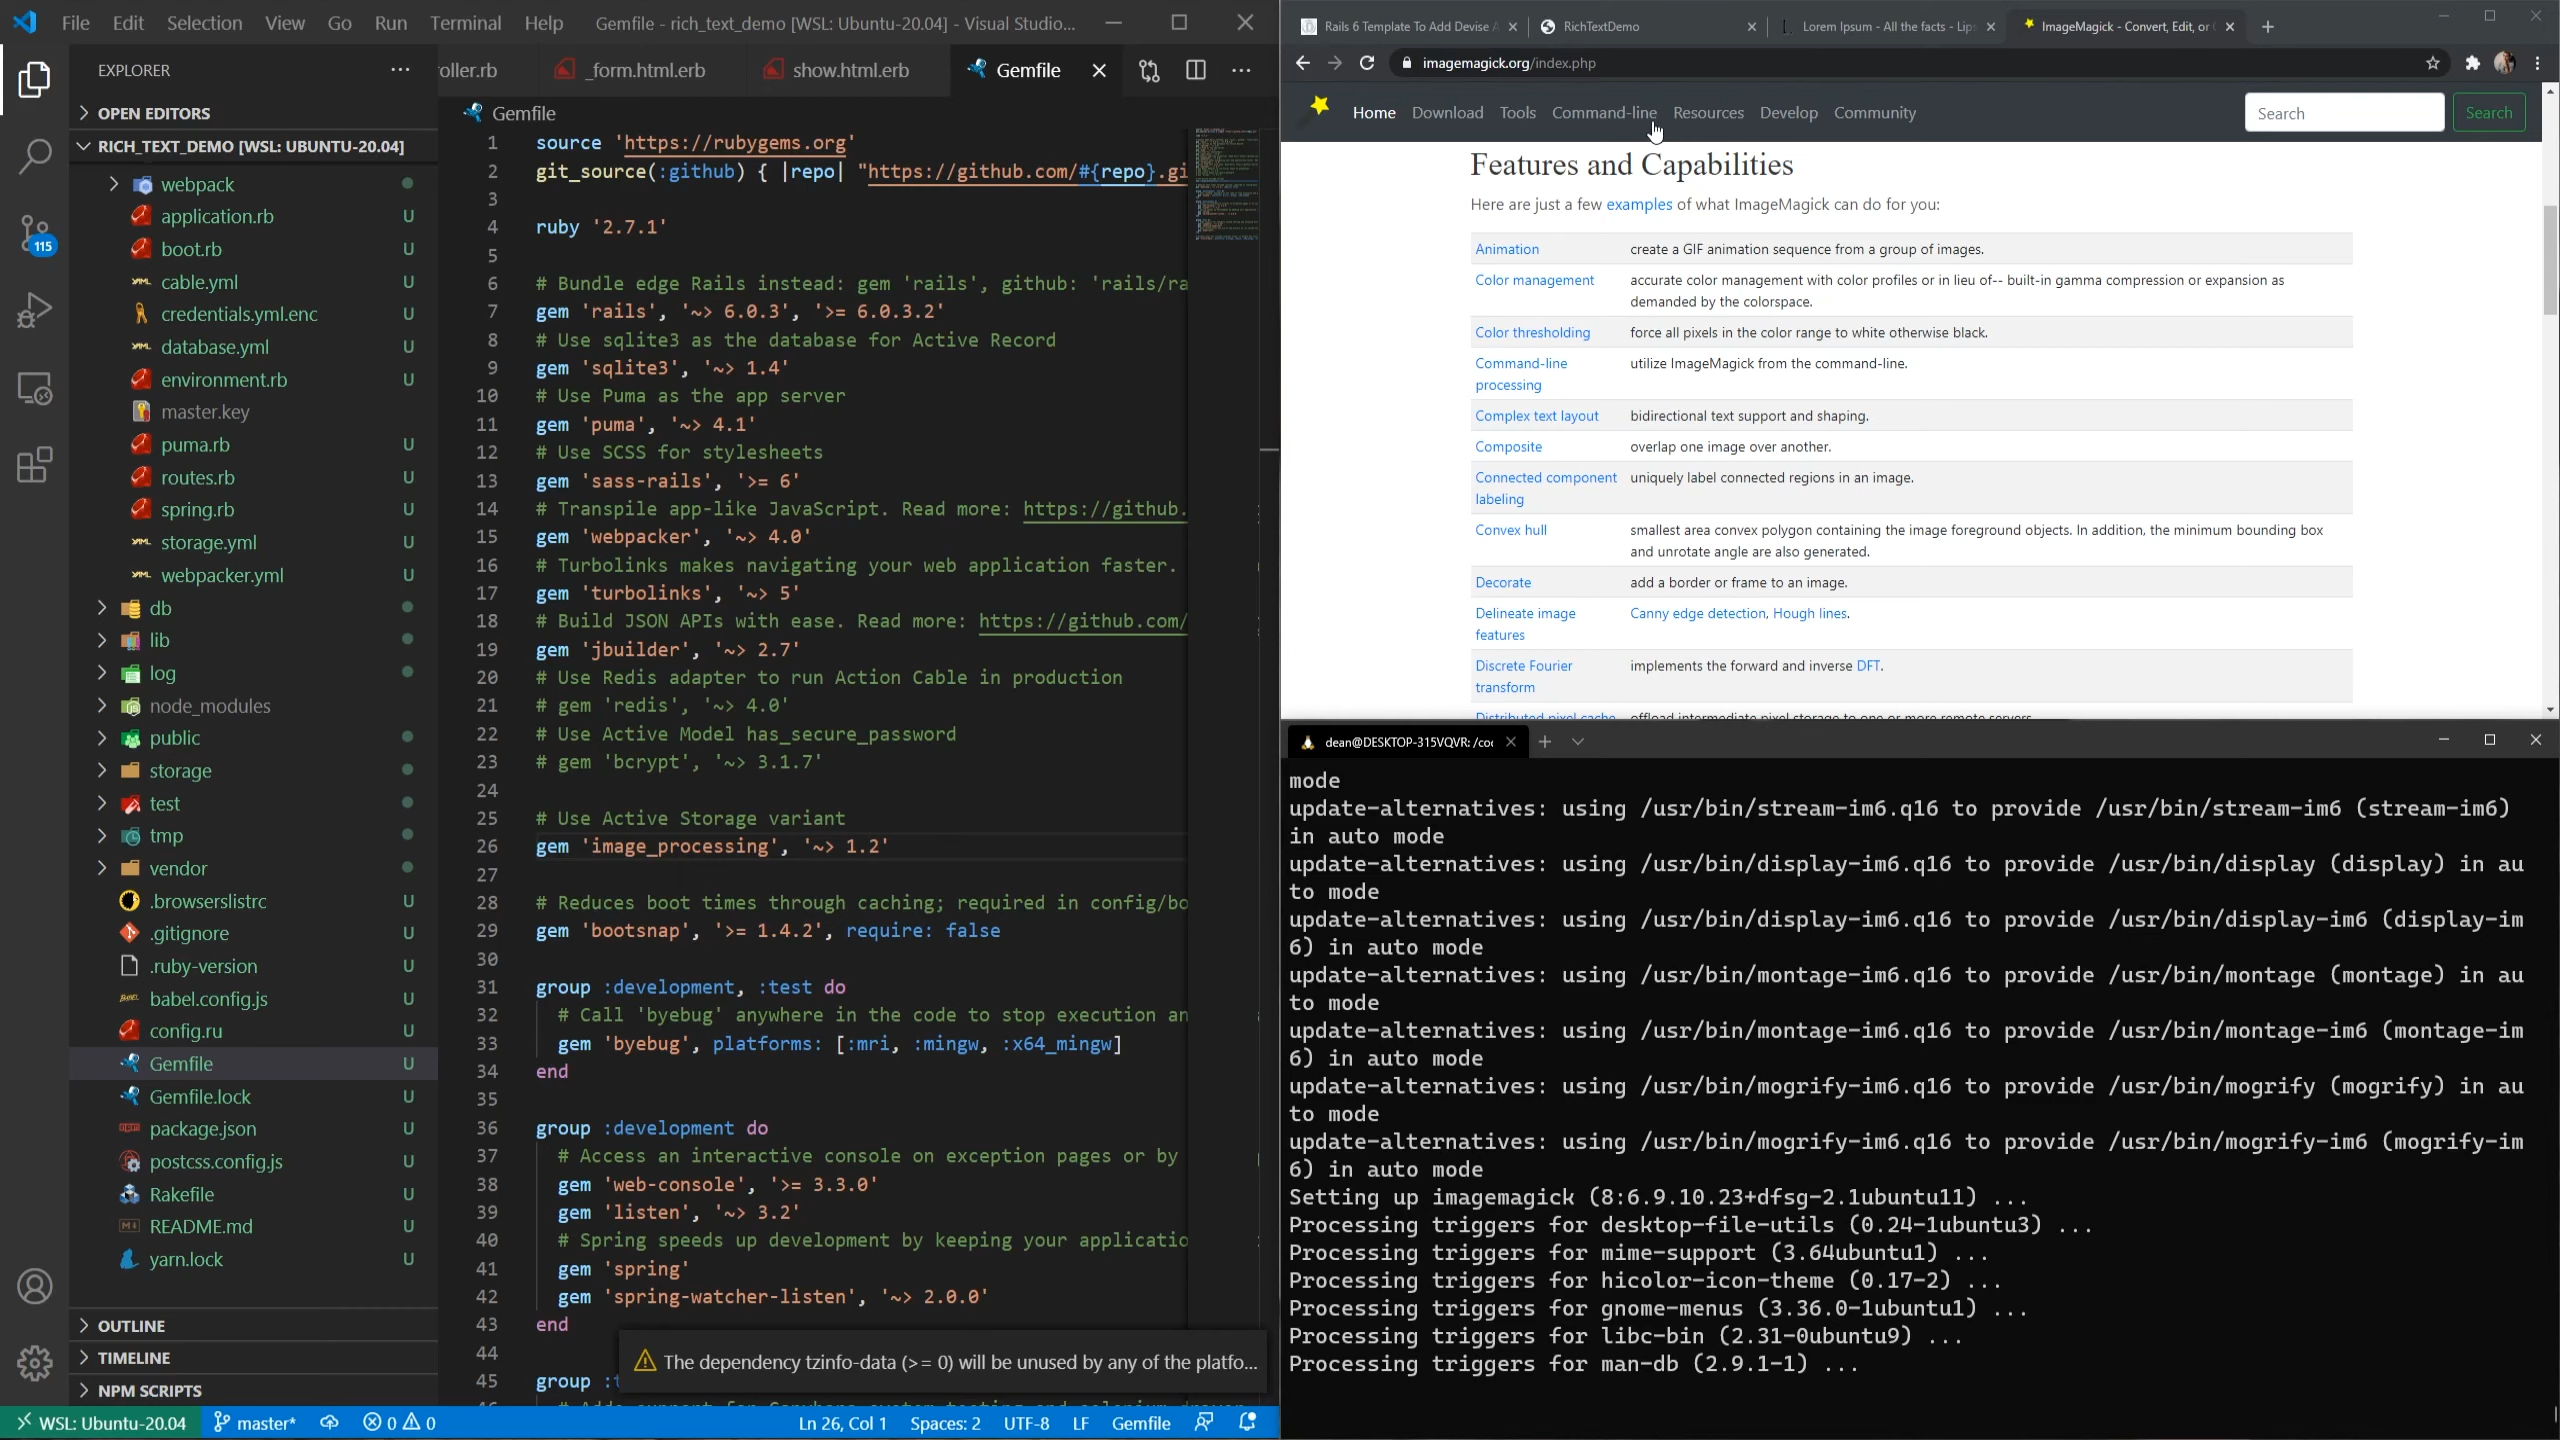 File Edit Selection View Go Run Terminal Help Gemfile - rich_text_demo [WSL: Ubuntu-20.04] - Visual Studio...
EXPLORER
OPEN EDITORS
RICH_TEXT_DEMO [WSL: UBUNTU-20.04]
webpack
application.rb U
boot.rb U
cable.yml U
credentials.yml.enc U
database.yml U
environment.rb U
master.key
puma.rb U
routes.rb U
spring.rb U
storage.yml U
webpacker.yml U
db
lib
log
node_modules
public
storage
test
tmp
vendor
.browserslistrc U
.gitignore U
.ruby-version U
babel.config.js U
config.ru U
Gemfile U
Gemfile.lock U
package.json U
postcss.config.js U
Rakefile U
README.md U
yarn.lock U
OUTLINE
TIMELINE
NPM SCRIPTS
115
oller.rb _form.html.erb show.html.erb Gemfile
Gemfile
1 source 'https://rubygems.org'
2 git_source(:github) { |repo| "https://github.com/#{repo}.gi
3
4 ruby '2.7.1'
5
6 # Bundle edge Rails instead: gem 'rails', github: 'rails/ra
7 gem 'rails', '~> 6.0.3', '>= 6.0.3.2'
8 # Use sqlite3 as the database for Active Record
9 gem 'sqlite3', '~> 1.4'
10 # Use Puma as the app server
11 gem 'puma', '~> 4.1'
12 # Use SCSS for stylesheets
13 gem 'sass-rails', '>= 6'
14 # Transpile app-like JavaScript. Read more: https://github.
15 gem 'webpacker', '~> 4.0'
16 # Turbolinks makes navigating your web application faster.
17 gem 'turbolinks', '~> 5'
18 # Build JSON APIs with ease. Read more: https://github.com/
19 gem 'jbuilder', '~> 2.7'
20 # Use Redis adapter to run Action Cable in production
21 # gem 'redis', '~> 4.0'
22 # Use Active Model has_secure_password
23 # gem 'bcrypt', '~> 3.1.7'
24
25 # Use Active Storage variant
26 gem 'image_processing', '~> 1.2'
27
28 # Reduces boot times through caching; required in config/bo
29 gem 'bootsnap', '>= 1.4.2', require: false
30
31 group :development, :test do
32 # Call 'byebug' anywhere in the code to stop execution an
33 gem 'byebug', platforms: [:mri, :mingw, :x64_mingw]
34 end
35
36 group :development do
37 # Access an interactive console on exception pages or by
38 gem 'web-console', '>= 3.3.0'
39 gem 'listen', '~> 3.2'
40 # Spring speeds up development by keeping your applicatio
41 gem 'spring'
42 gem 'spring-watcher-listen', '~> 2.0.0'
43 end
44
45 group :t
The dependency tzinfo-data (>= 0) will be unused by any of the platfo...
WSL: Ubuntu-20.04 master* 0 0 Ln 26, Col 1 Spaces: 2 UTF-8 LF Gemfile
Rails 6 Template To Add Devise RichTextDemo Lorem Ipsum - All the facts - Lips ImageMagick - Convert, Edit, or
imagemagick.org/index.php
Home Download Tools Command-line Resources Develop Community Search Search
Features and Capabilities
Here are just a few examples of what ImageMagick can do for you:
Animation create a GIF animation sequence from a group of images.
Color management accurate color management with color profiles or in lieu of-- built-in gamma compression or expansion as
demanded by the colorspace.
Color thresholding force all pixels in the color range to white otherwise black.
Command-line utilize ImageMagick from the command-line.
processing
Complex text layout bidirectional text support and shaping.
Composite overlap one image over another.
Connected component uniquely label connected regions in an image.
labeling
Convex hull smallest area convex polygon containing the image foreground objects. In addition, the minimum bounding box
and unrotate angle are also generated.
Decorate add a border or frame to an image.
Delineate image Canny edge detection, Hough lines.
features
Discrete Fourier implements the forward and inverse DFT.
transform
Distributed pixel cache offload intermediate pixel storage to one or more remote servers.
dean@DESKTOP-315VQVR: /co
mode
update-alternatives: using /usr/bin/stream-im6.q16 to provide /usr/bin/stream-im6 (stream-im6)
in auto mode
update-alternatives: using /usr/bin/display-im6.q16 to provide /usr/bin/display (display) in au
to mode
update-alternatives: using /usr/bin/display-im6.q16 to provide /usr/bin/display-im6 (display-im
6) in auto mode
update-alternatives: using /usr/bin/montage-im6.q16 to provide /usr/bin/montage (montage) in au
to mode
update-alternatives: using /usr/bin/montage-im6.q16 to provide /usr/bin/montage-im6 (montage-im
6) in auto mode
update-alternatives: using /usr/bin/mogrify-im6.q16 to provide /usr/bin/mogrify (mogrify) in au
to mode
update-alternatives: using /usr/bin/mogrify-im6.q16 to provide /usr/bin/mogrify-im6 (mogrify-im
6) in auto mode
Setting up imagemagick (8:6.9.10.23+dfsg-2.1ubuntu11) ...
Processing triggers for desktop-file-utils (0.24-1ubuntu3) ...
Processing triggers for mime-support (3.64ubuntu1) ...
Processing triggers for hicolor-icon-theme (0.17-2) ...
Processing triggers for gnome-menus (3.36.0-1ubuntu1) ...
Processing triggers for libc-bin (2.31-0ubuntu9) ...
Processing triggers for man-db (2.9.1-1) ...